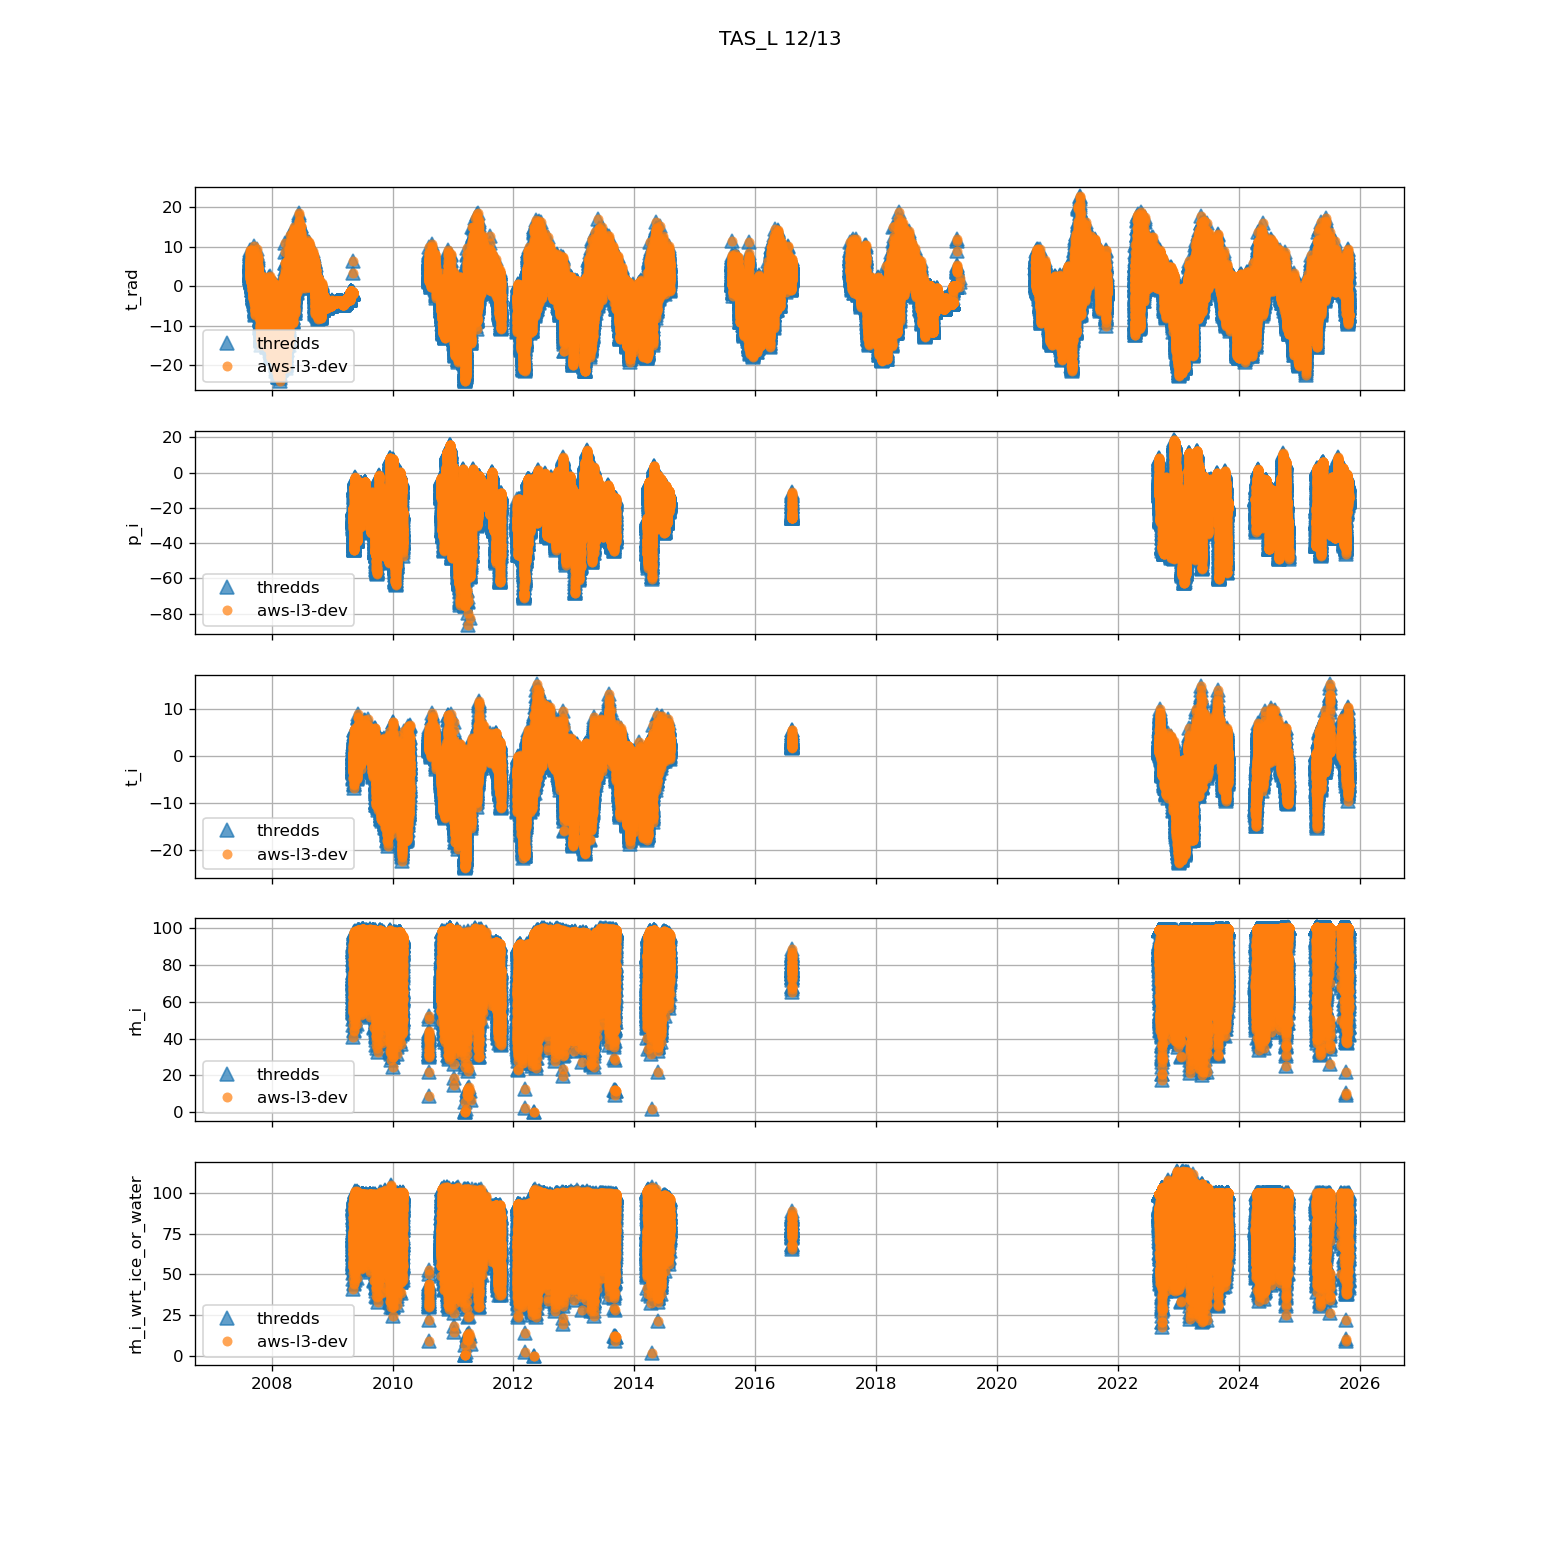 TAS_L 12/13
20
10
0
−10
−20
t_rad
thredds
aws-l3-dev
20
0
−20
−40
−60
−80
p_i
thredds
aws-l3-dev
10
0
−10
−20
t_i
thredds
aws-l3-dev
100
80
60
40
20
0
rh_i
thredds
aws-l3-dev
100
75
50
25
0
rh_i_wrt_ice_or_water
thredds
aws-l3-dev
2008 2010 2012 2014 2016 2018 2020 2022 2024 2026